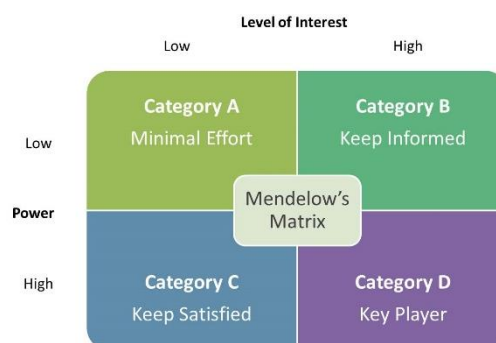 Level of Interest
Low
High
Category A
Minimal Effort
Category B
Keep Informed
Low
Mendelow's
Matrix
Power
High
Category C
Keep Satisfied
Category D
Key Player